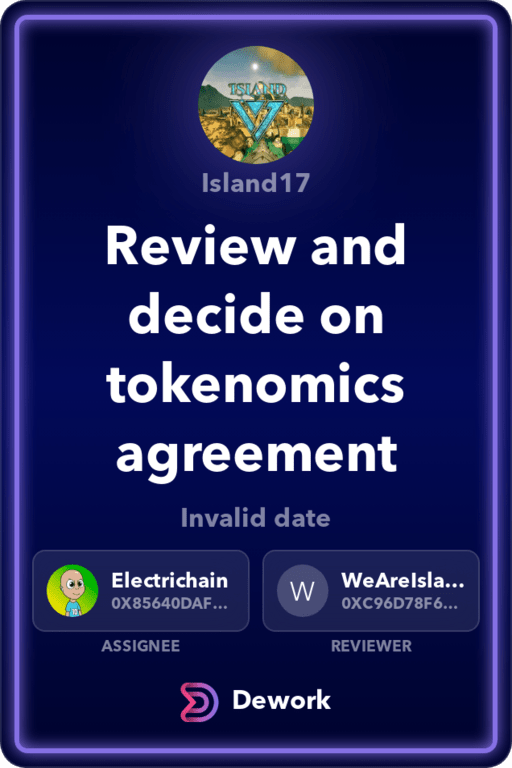 ISLAND
Island17
Review and
decide on
tokenomics
agreement
Invalid date
Electrichain
0X85640DAF...
ASSIGNEE
W
WeAreIsla...
0XC96D78F6...
REVIEWER
Dework